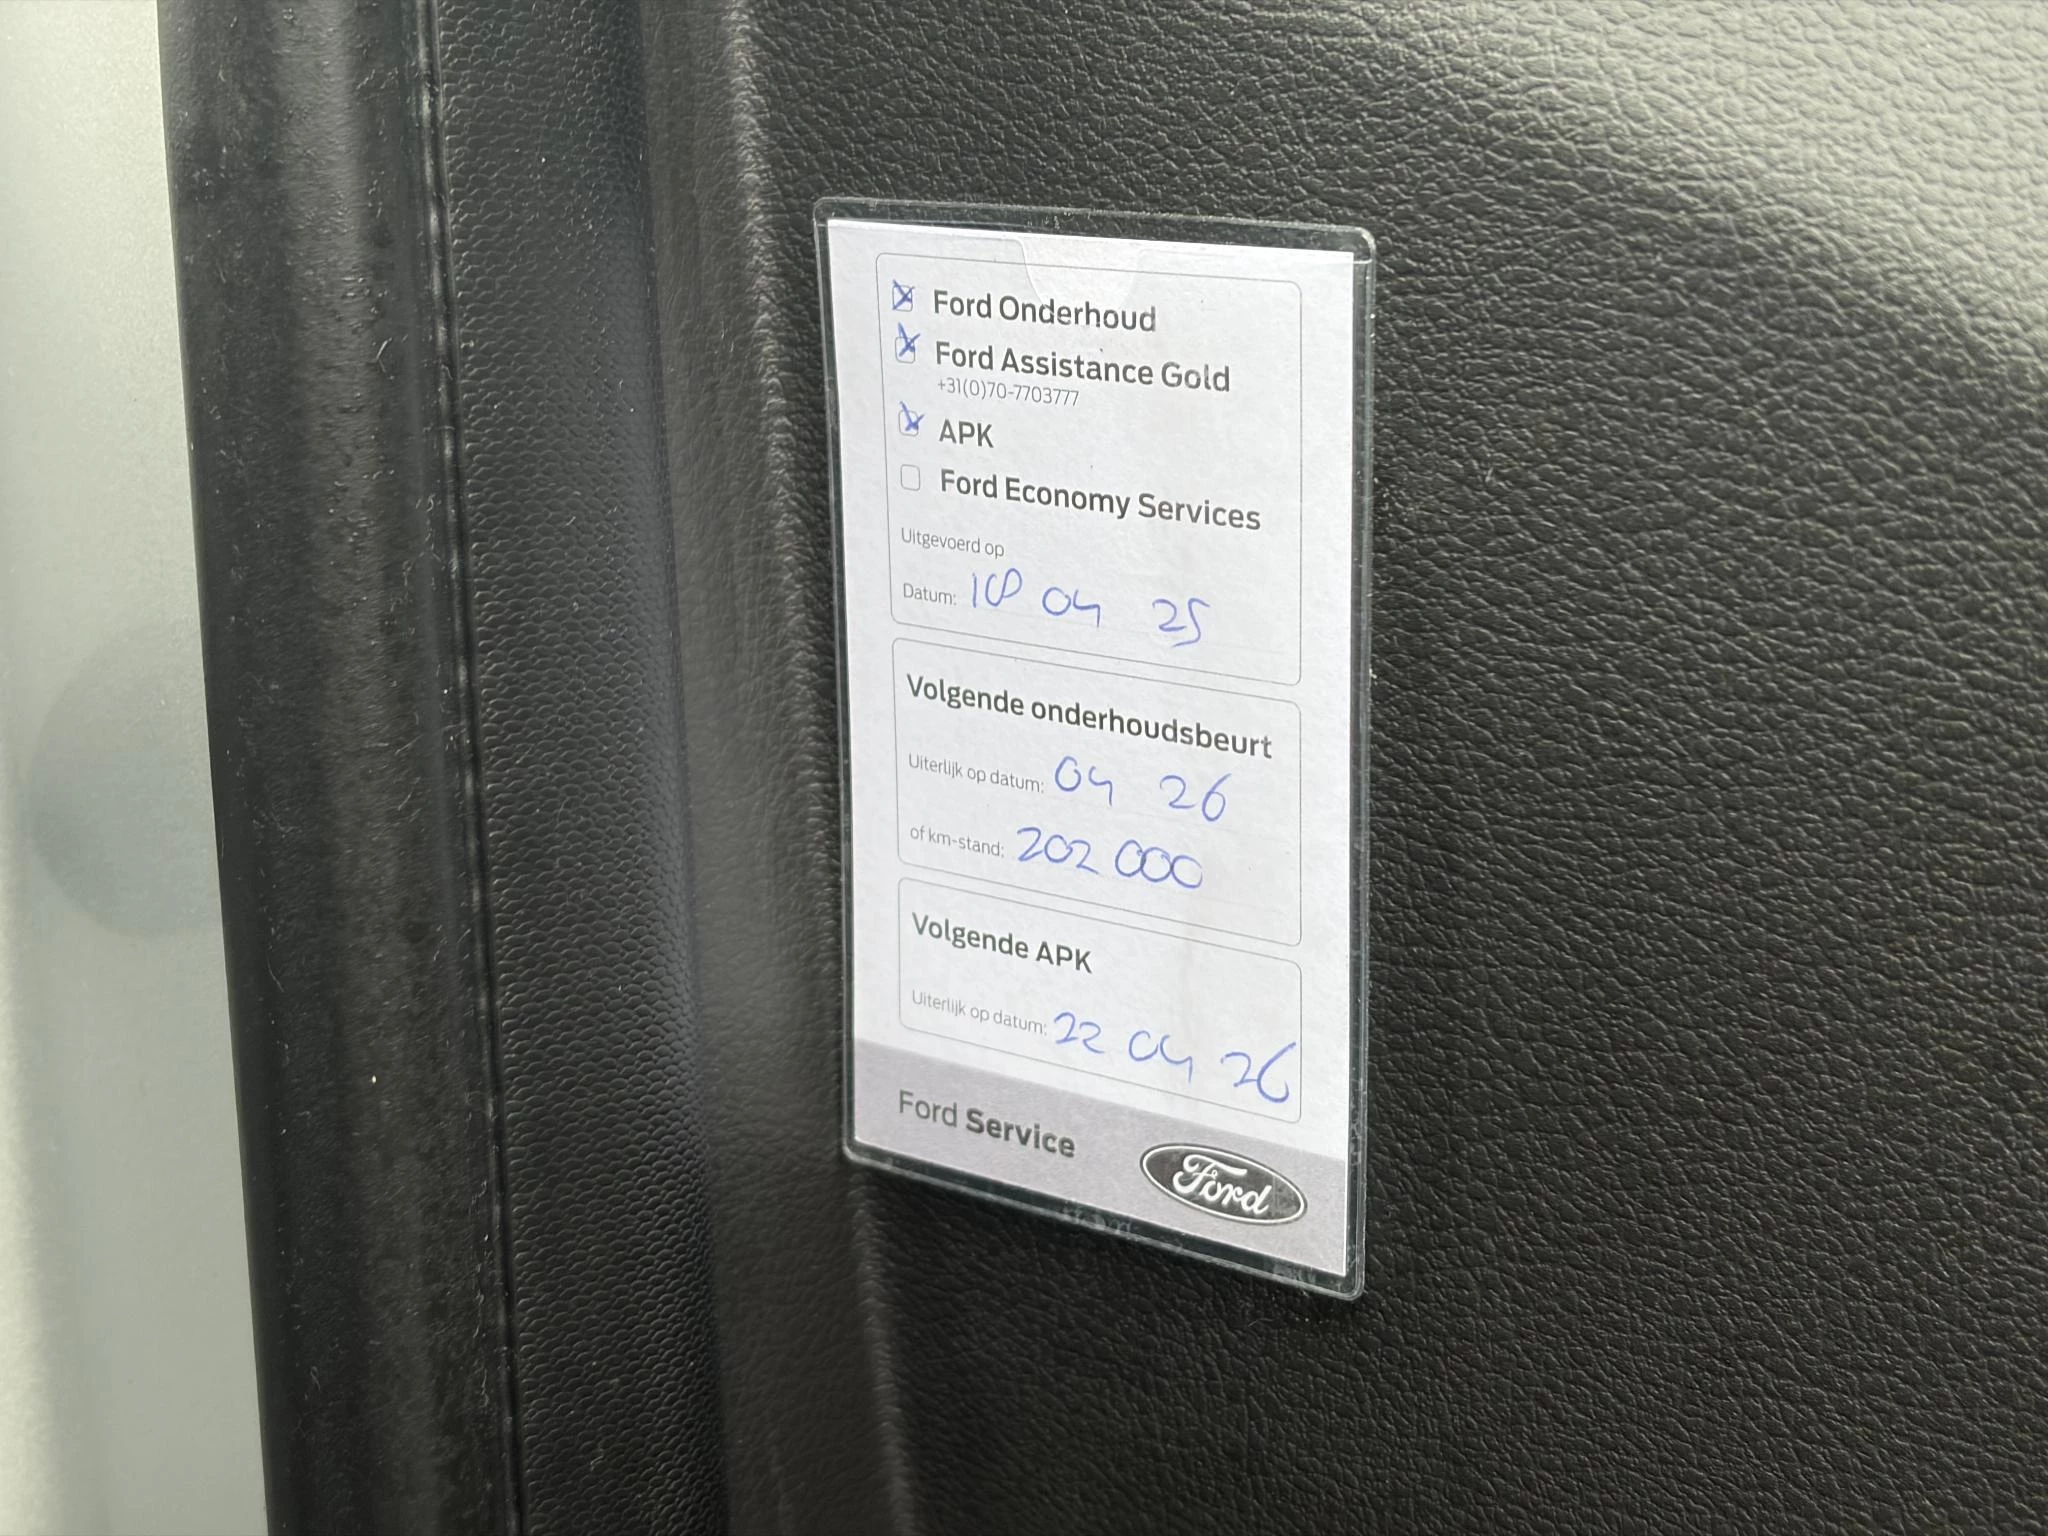 Ford Onderhoud
Ford Assistance Gold
+31(0)70-7703777
APK
Ford Economy Services
Uitgevoerd op
Datum: 18 04 25
Volgende onderhoudsbeurt
Uiterlijk op datum: 04 26
of km-stand: 202 000
Volgende APK
Uiterlijk op datum: 22 04 26
Ford Service
Ford